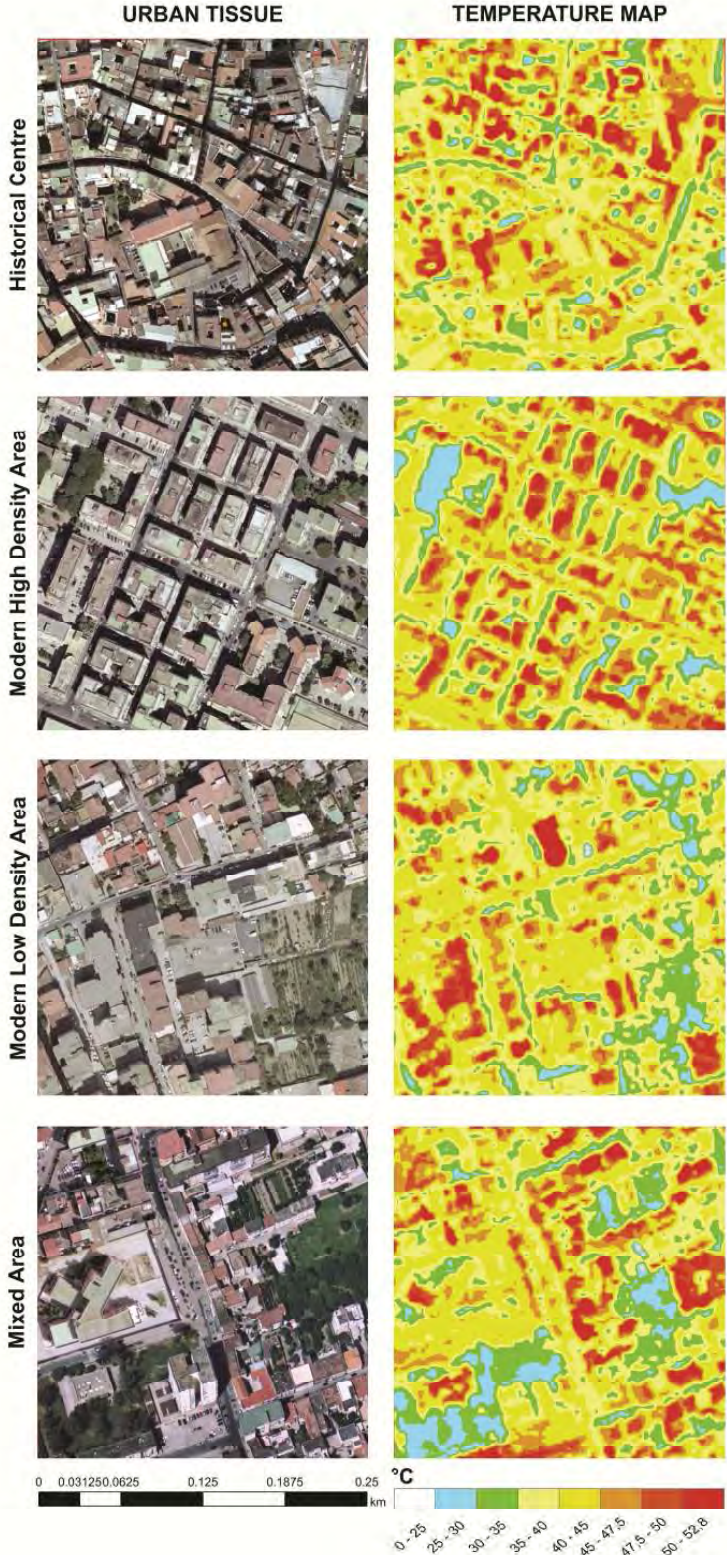 URBAN TISSUE
TEMPERATURE MAP
Historical Centre
Modern High Density Area
Modern Low Density Area
Mixed Area
0 0.031250.0625 0.125 0.1875 0.25
km
°C
0 - 25
25 - 30
30 - 35
35 - 40
40 - 45
45 - 47.5
47.5 - 50
50 - 52.8